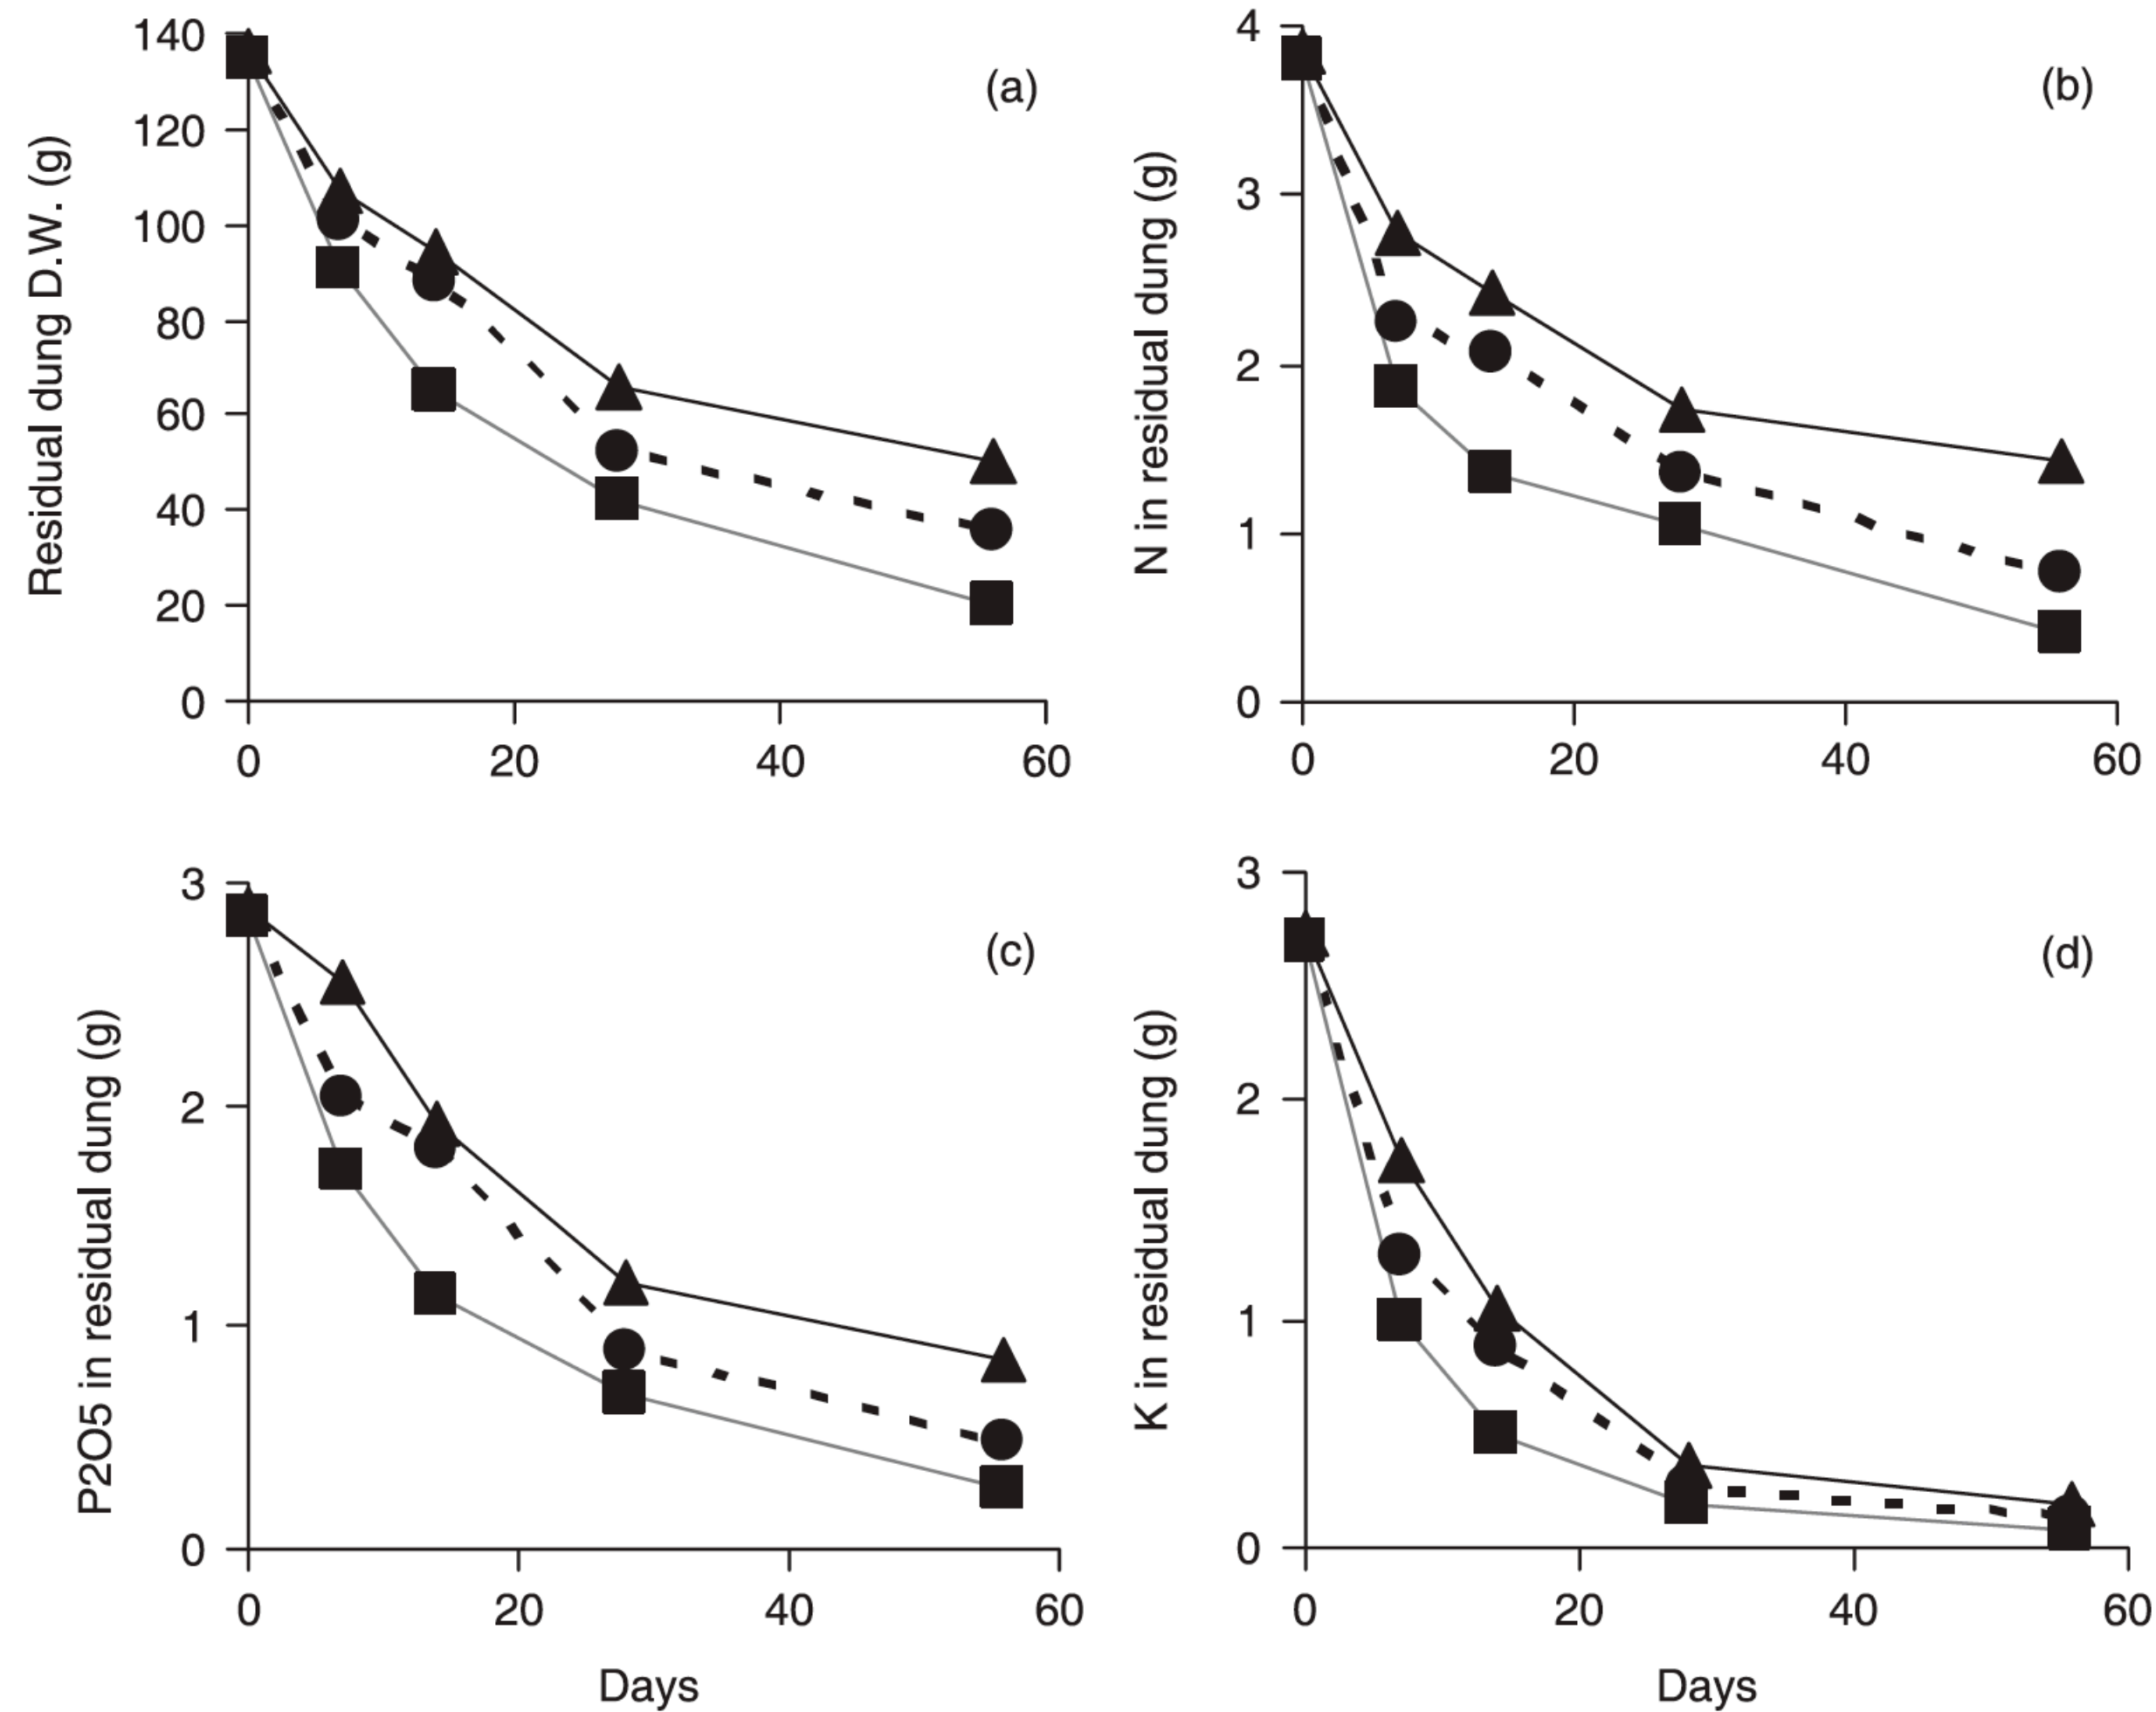 Residual dung D.W. (g)
140
120
100
80
60
40
20
0
0 20 40 60
(a)
N in residual dung (g)
4
3
2
1
0
0 20 40 60
(b)
P2O5 in residual dung (g)
3
2
1
0
0 20 40 60
Days
(c)
K in residual dung (g)
3
2
1
0
0 20 40 60
Days
(d)